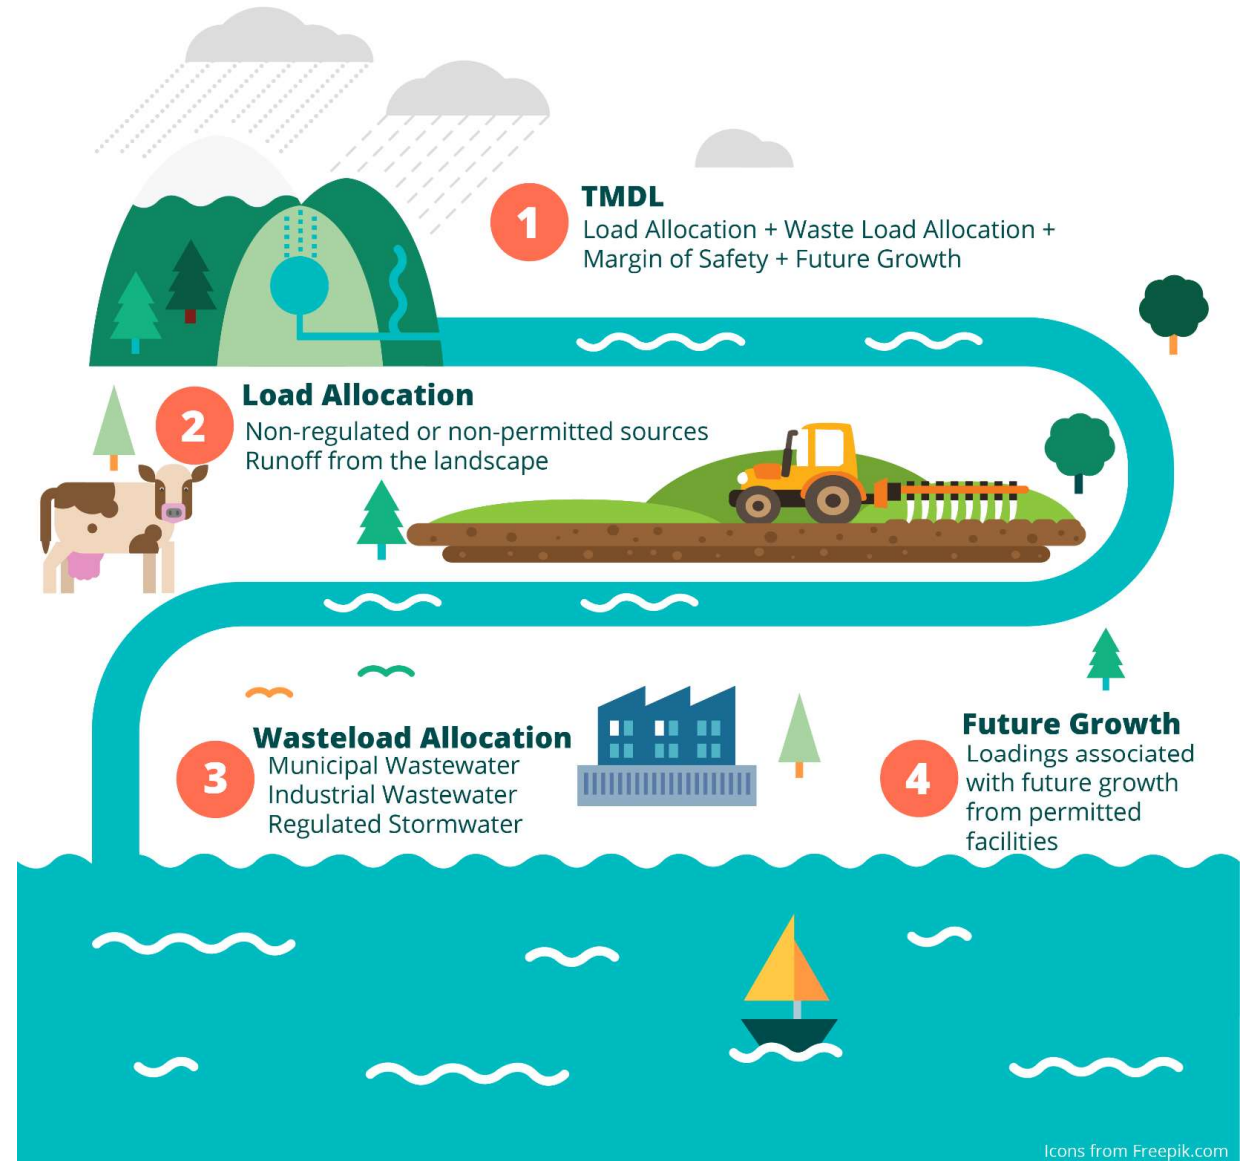 1
TMDL
Load Allocation + Waste Load Allocation +
Margin of Safety + Future Growth
2
Load Allocation
Non-regulated or non-permitted sources
Runoff from the landscape
3
Wasteload Allocation
Municipal Wastewater
Industrial Wastewater
Regulated Stormwater
4
Future Growth
Loadings associated
with future growth
from permitted
facilities
Icons from Freepik.com